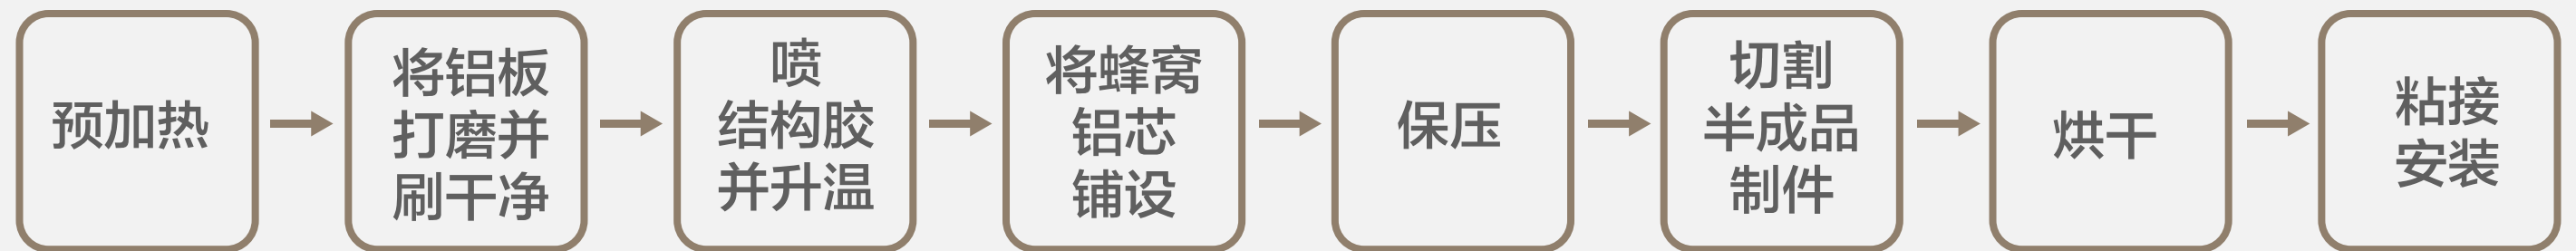 预加热
将铝板
打磨并
刷干净
喷
结构胶
并升温
将蜂窝
铝芯
铺设
保压
切割
半成品
制件
烘干
粘接
安装